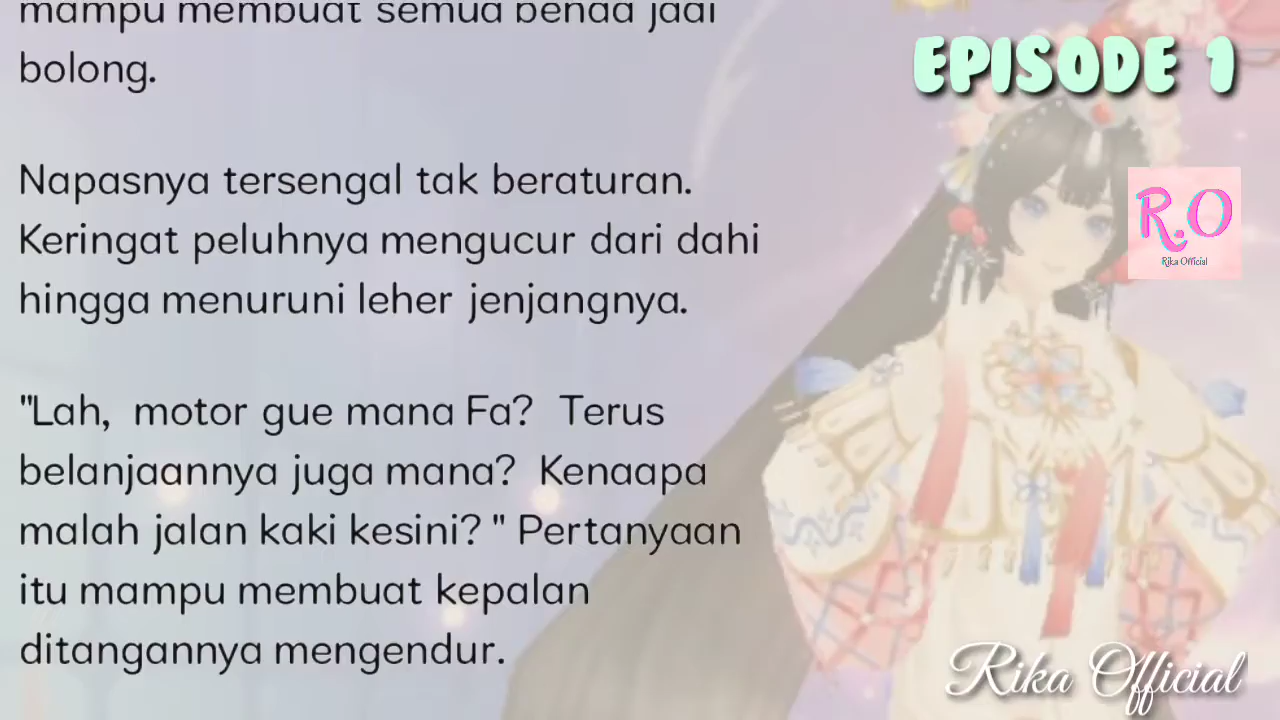 mampu membuat semua benda jadi
bolong.
Napasnya tersengal tak beraturan.
Keringat peluhnya mengucur dari dahi
hingga menuruni leher jenjangnya.
"Lah, motor gue mana Fa? Terus
belanjaannya juga mana? Kenaapa
malah jalan kaki kesini? " Pertanyaan
itu mampu membuat kepalan
ditangannya mengendur.
EPISODE 1
R.O
Rika Official
Rika Official